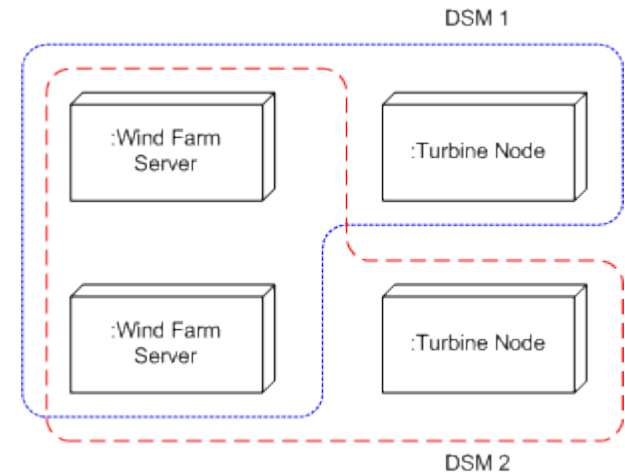 DSM 1
:Wind Farm
Server
:Turbine Node
:Wind Farm
Server
:Turbine Node
DSM 2